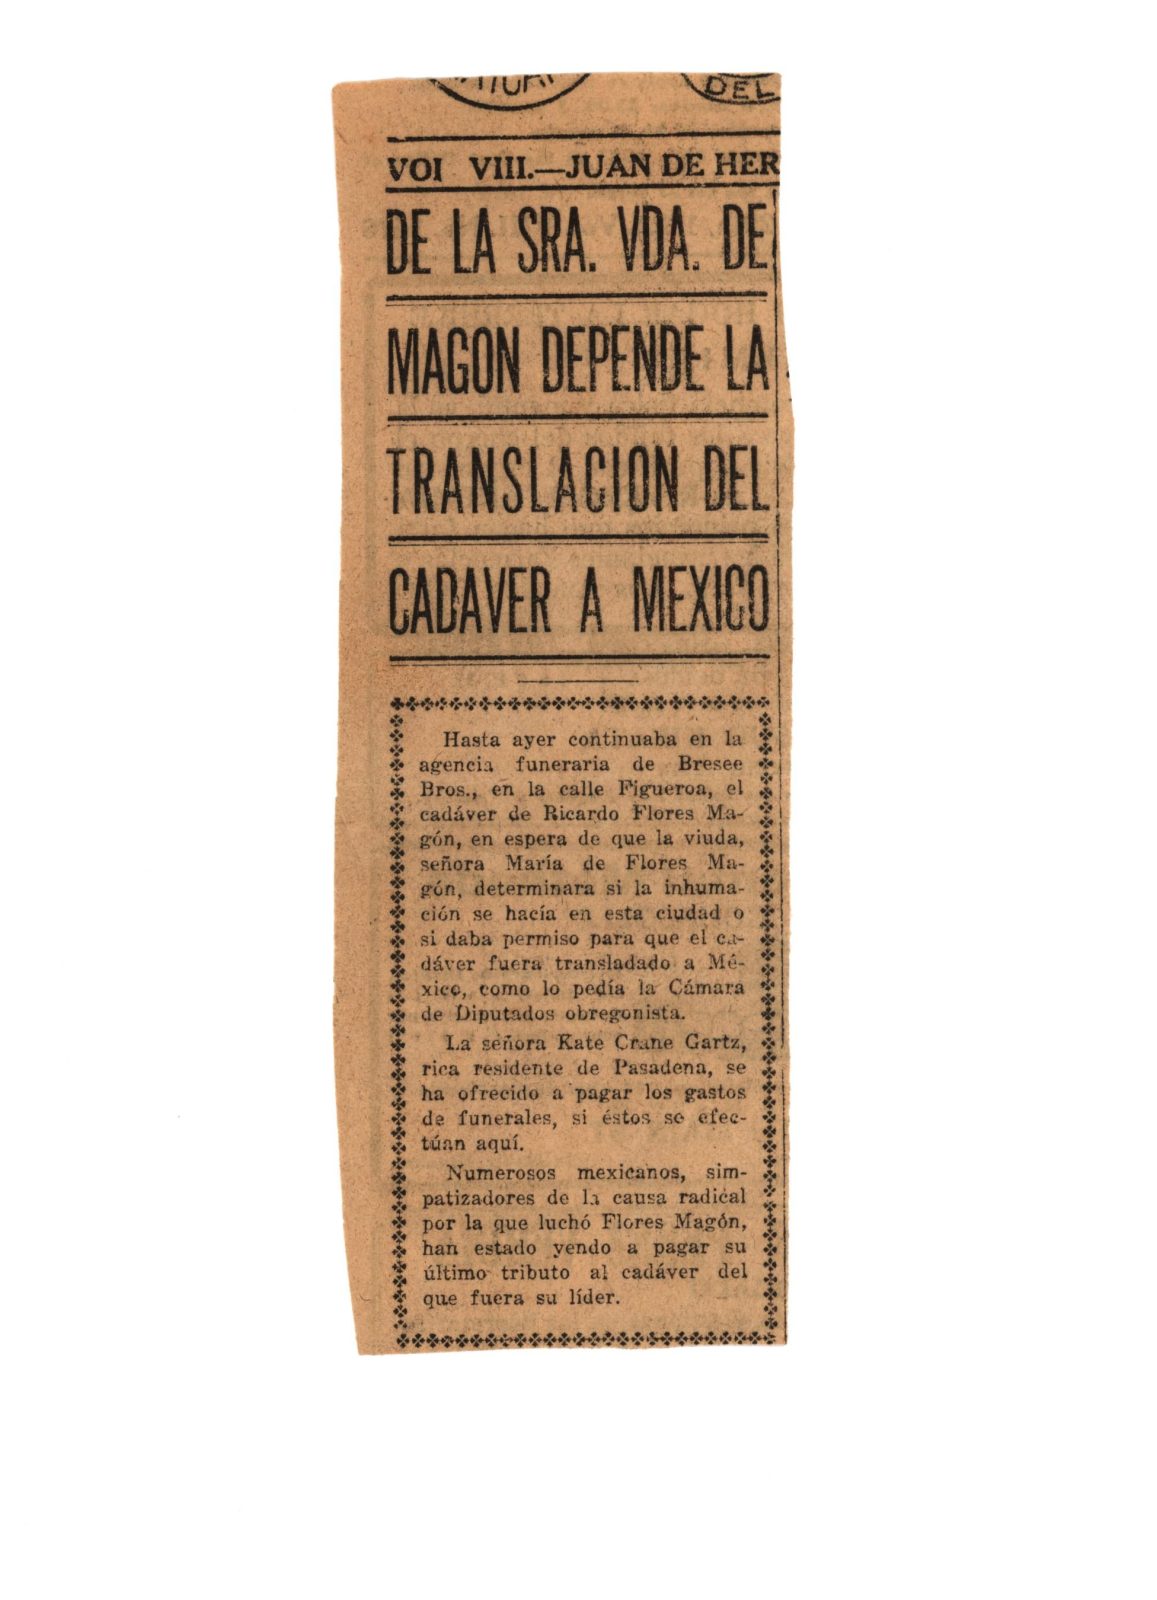 DEL
VOL VIII.—JUAN DE HER
DE LA SRA. VDA. DE
MAGON DEPENDE LA
TRANSLACION DEL
CADAVER A MEXICO
Hasta ayer continuaba en la
agencia funeraria de Bresee
Bros., en la calle Figueroa, el
cadáver de Ricardo Flores Ma-
gón, en espera de que la viuda,
señora María de Flores Ma-
gón, determinara si la inhuma-
ción se hacía en esta ciudad o
si daba permiso para que el ca-
dáver fuera transladado a Mé-
xico, como lo pedía la Cámara
de Diputados obregonista.
La señora Kate Crane Gartz,
rica residente de Pasadena, se
ha ofrecido a pagar los gastos
de funerales, si éstos se efec-
túan aquí.
Numerosos mexicanos, sim-
patizadores de la causa radical
por la que luchó Flores Magón,
han estado yendo a pagar su
último tributo al cadáver del
que fuera su líder.